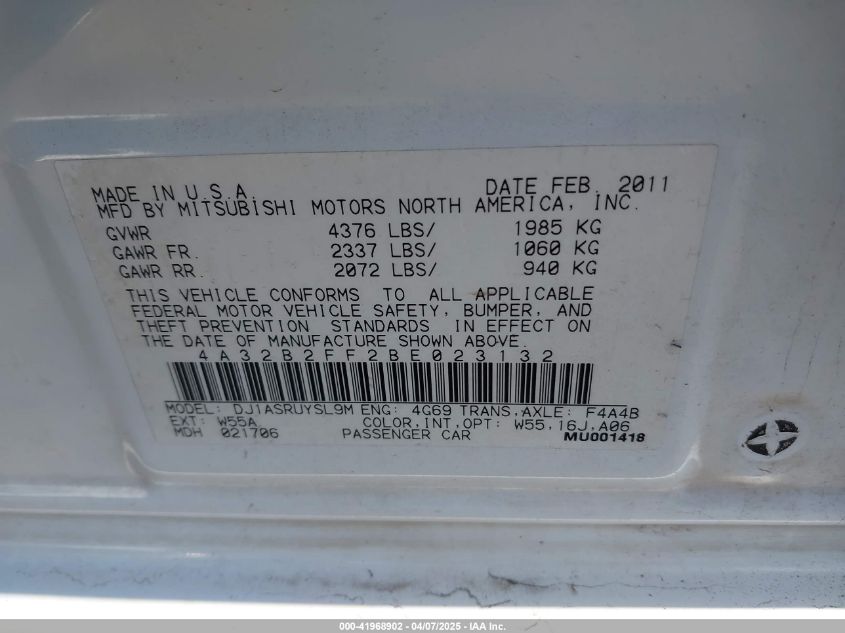 MADE IN U.S.A. DATE FEB. 2011
MFD BY MITSUBISHI MOTORS NORTH AMERICA, INC.
GVWR 4376 LBS/ 1985 KG
GAWR FR. 2337 LBS/ 1060 KG
GAWR RR. 2072 LBS/ 940 KG
THIS VEHICLE CONFORMS TO ALL APPLICABLE
FEDERAL MOTOR VEHICLE SAFETY, BUMPER, AND
THEFT PREVENTION STANDARDS IN EFFECT ON
THE DATE OF MANUFACTURE SHOWN ABOVE.
4A32B2FF2BE023132
MODEL: DJ1ASRUYSL9M ENG: 4G69 TRANS,AXLE: F4A4B
EXT: W55A COLOR,INT,OPT: W55,16J,A06
MDH 021706 PASSENGER CAR MU001418
000-41968902 - 04/07/2025 - IAA Inc.